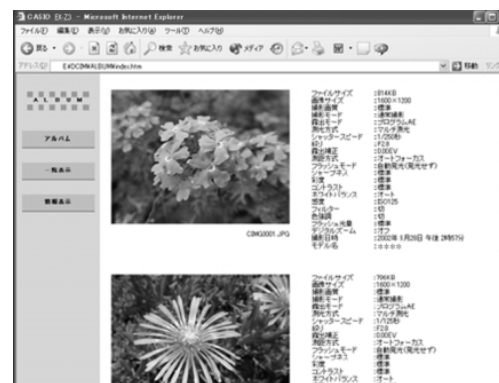 CASIO EX-Z3 - Microsoft Internet Explorer
ファイル(F) 編集(E) 表示(V) お気に入り(A) ツール(T) ヘルプ(H)
戻る 検索 お気に入り メディア
アドレス(D) E:¥DCIM¥ALBUM¥index.htm 移動 リンク
ALBUM
アルバム
一覧表示
情報表示
ファイルサイズ :814KB
画像サイズ :1600×1200
撮影画質 :標準
撮影モード :通常撮影
露出モード :プログラムAE
測光方式 :マルチ測光
シャッタースピード :1/250秒
絞り :F2.8
露出補正 :0.00EV
測距方式 :オートフォーカス
フラッシュモード :自動発光(発光せず)
シャープネス :標準
彩度 :標準
コントラスト :標準
ホワイトバランス :オート
感度 :ISO125
フィルター :切
色強調 :切
フラッシュ光量 :標準
デジタルズーム :オフ
撮影日時
モデル名 :****
CIMG0001.JPG
ファイルサイズ :796KB
画像サイズ :1600×1200
撮影画質 :標準
撮影モード :通常撮影
露出モード :プログラムAE
測光方式 :マルチ測光
シャッタースピード :1/125秒
絞り :F2.8
露出補正 :0.00EV
測距方式 :オートフォーカス
フラッシュモード :自動発光(発光せず)
シャープネス :標準
彩度 :標準
コントラスト :標準
ホワイトバランス :オート